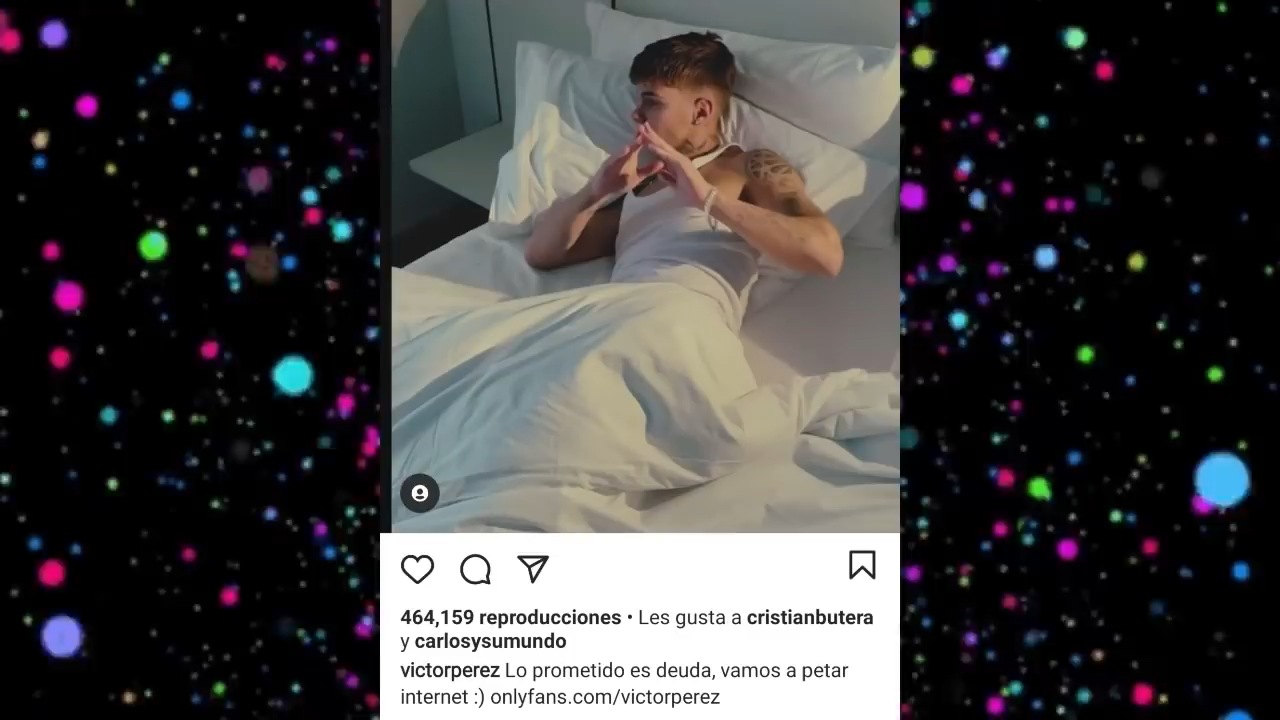 464,159 reproducciones • Les gusta a cristianbutera
y carlosysumundo
victorperez Lo prometido es deuda, vamos a petar
internet :) onlyfans.com/victorperez